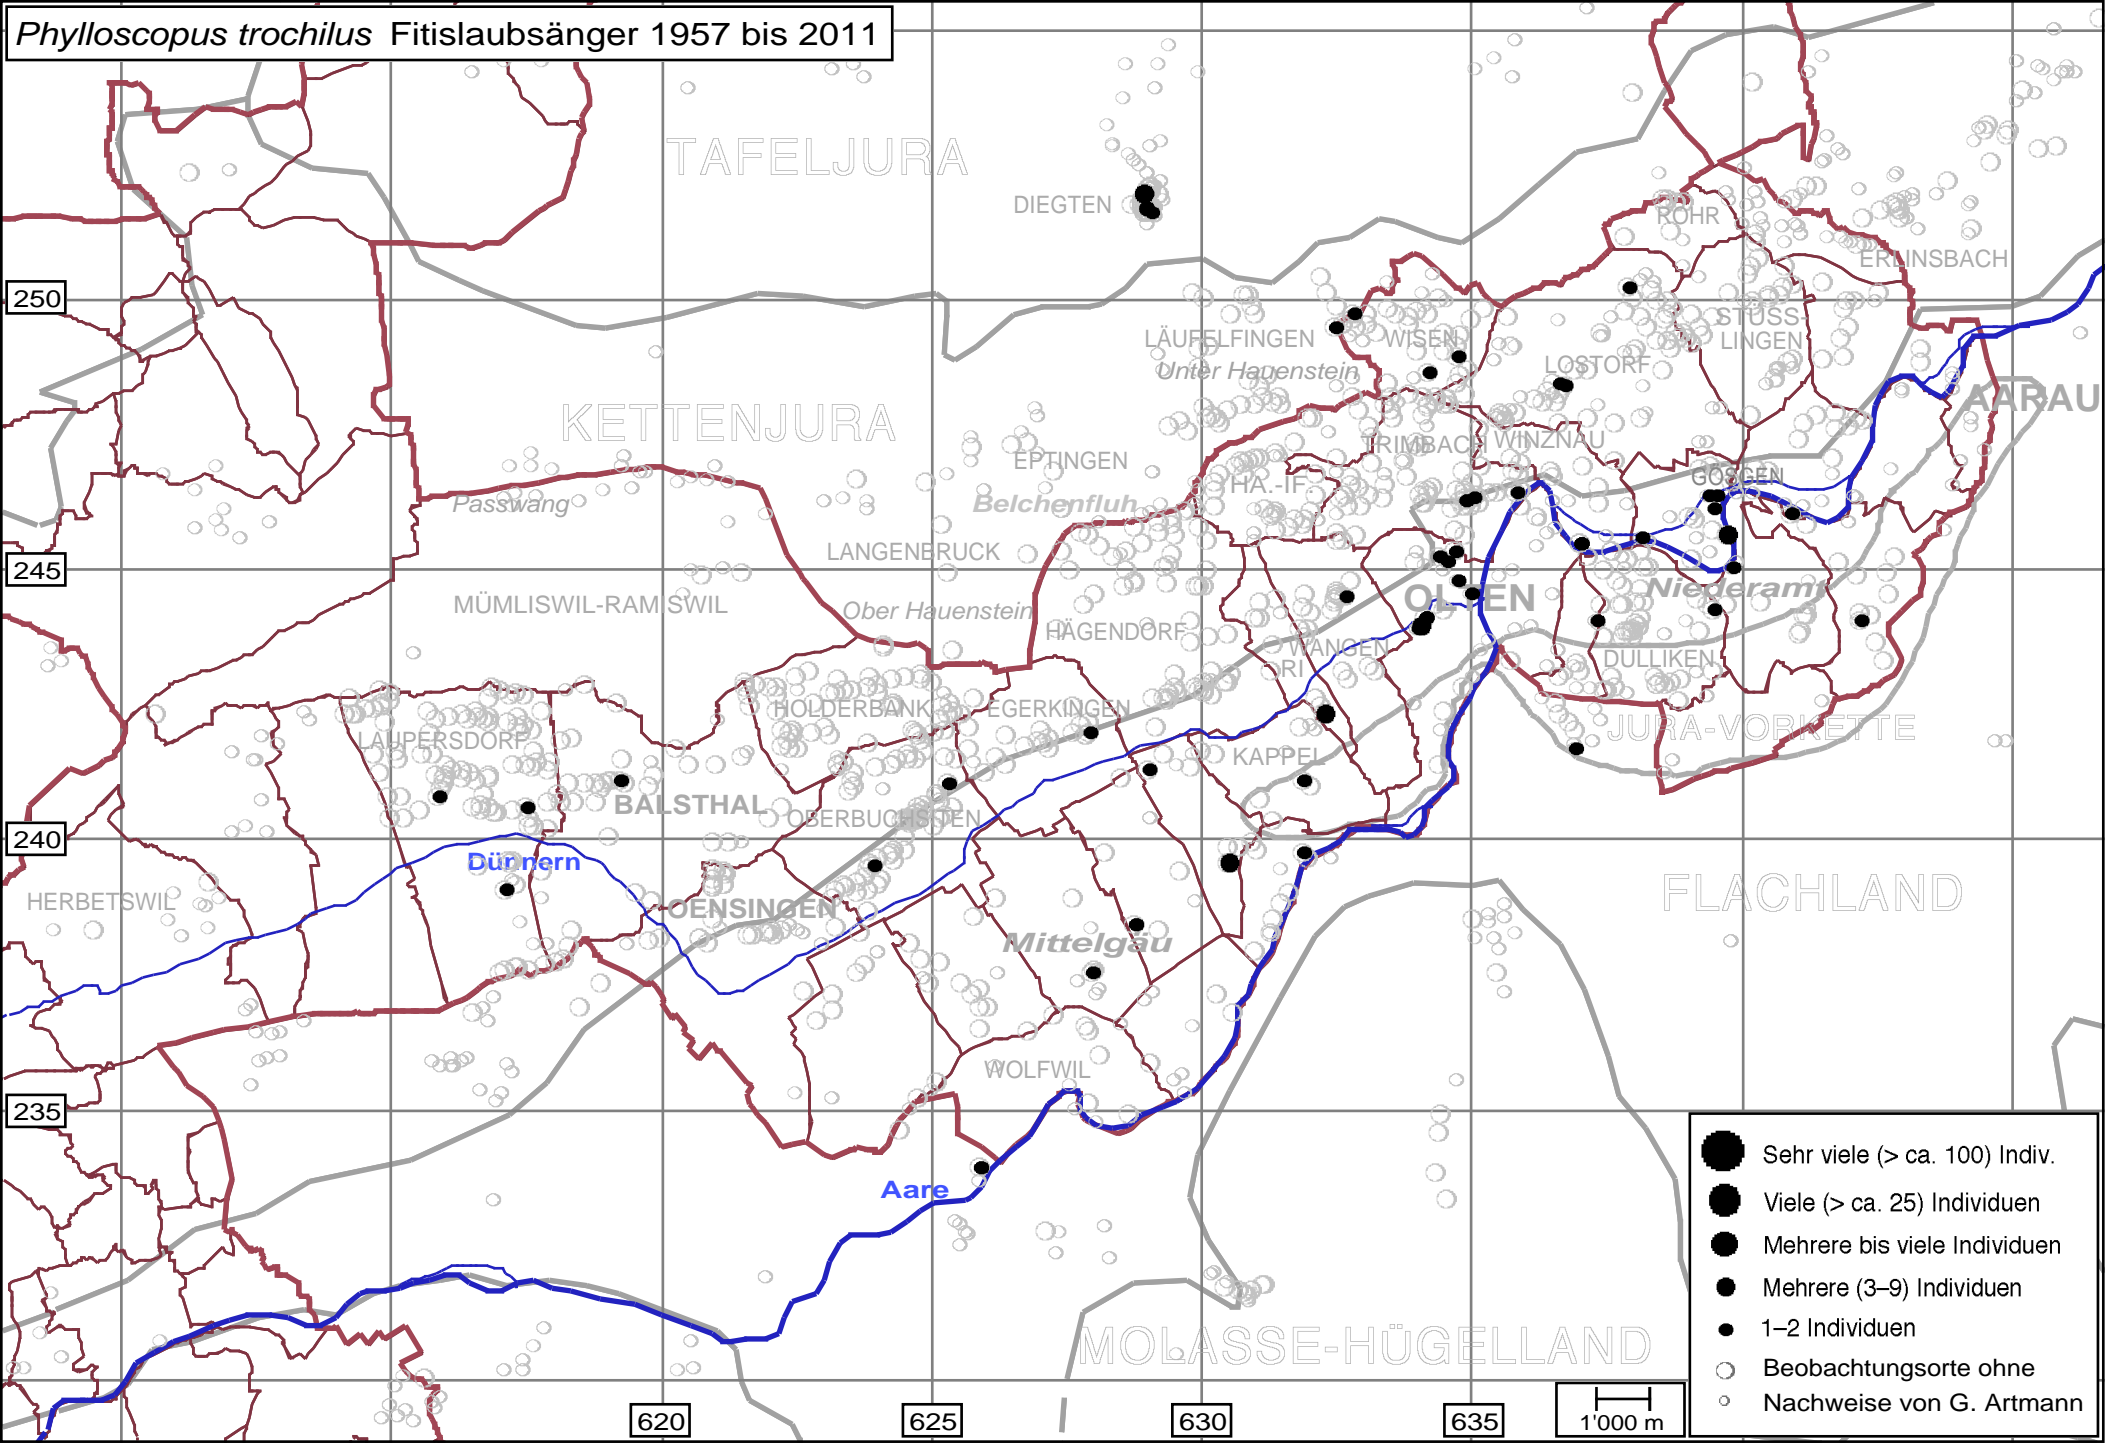 Phylloscopus trochilus Fitislaubsänger 1957 bis 2011
TAFELJURA
DIEGTEN
ROHR
ERLINSBACH
250
STÜSS-
LINGEN
LÄUFELFINGEN
WISEN
Unter Hauenstein
LOSTORF
AARAU
KETTENJURA
TRIMBACH
WINZNAU
EPTINGEN
GÖSGEN
HA.-IF.
Passwang
Belchenfluh
LANGENBRUCK
245
MÜMLISWIL-RAMISWIL
Ober Hauenstein
OLTEN
Niederamt
HÄGENDORF
WANGEN
RI
DULLIKEN
HOLDERBANK
EGERKINGEN
JURA-VORKETTE
LAUPERSDORF
KAPPEL
BALSTHAL
OBERBUCHSITEN
240
Dünnern
HERBETSWIL
OENSINGEN
FLACHLAND
Mittelgäu
WOLFWIL
235
Aare
MOLASSE-HÜGELLAND
Sehr viele (> ca. 100) Indiv.
Viele (> ca. 25) Individuen
Mehrere bis viele Individuen
Mehrere (3–9) Individuen
1–2 Individuen
Beobachtungsorte ohne
Nachweise von G. Artmann
620
625
630
635
1'000 m